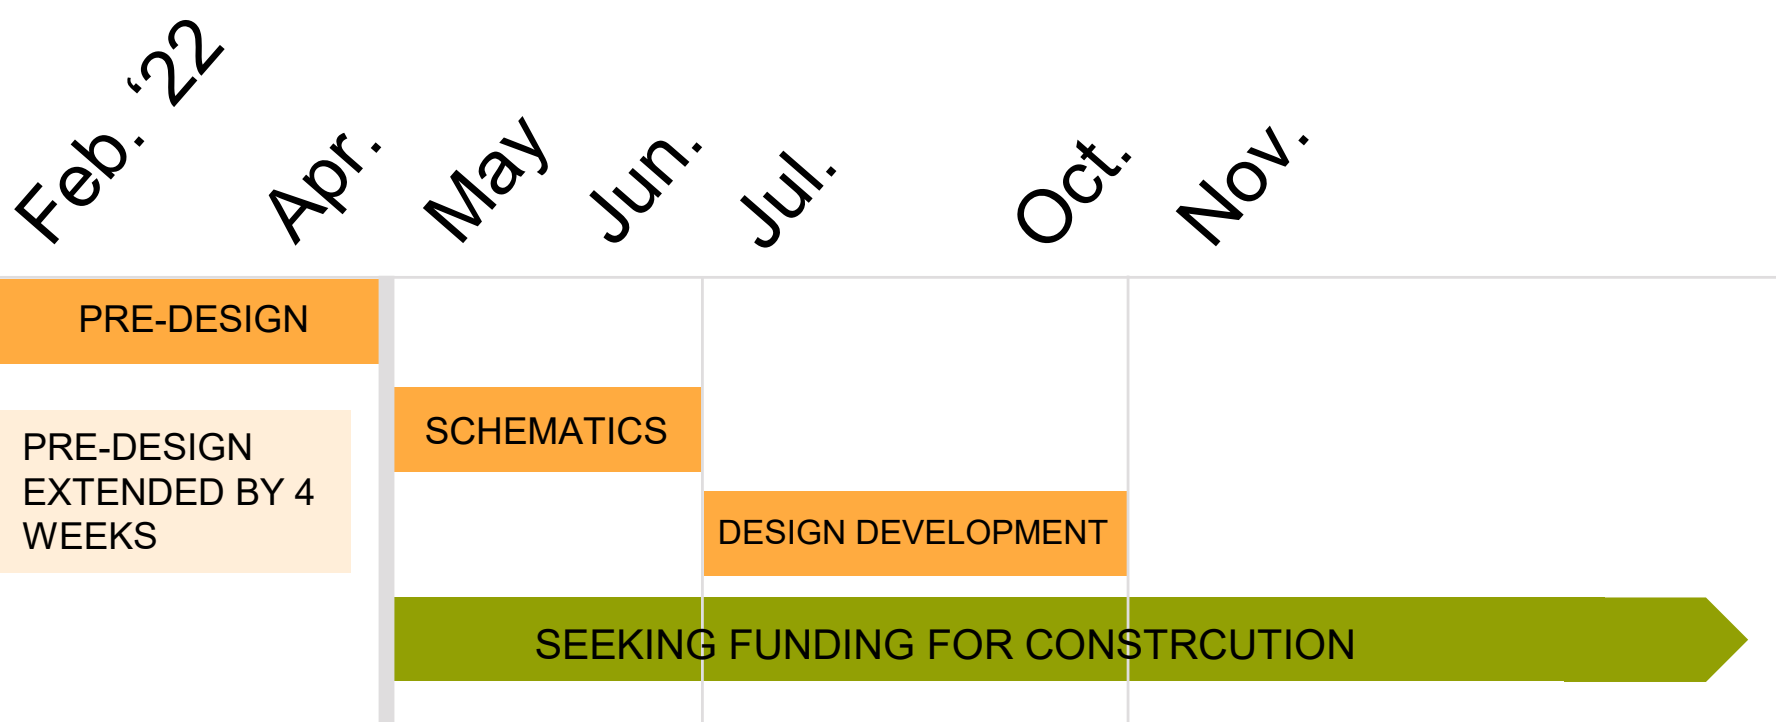 Feb. ‘22
Apr.
May
Jun.
Jul.
Oct.
Nov.
PRE-DESIGN
SCHEMATICS
PRE-DESIGN
EXTENDED BY 4
WEEKS
DESIGN DEVELOPMENT
SEEKING FUNDING FOR CONSTRCUTION